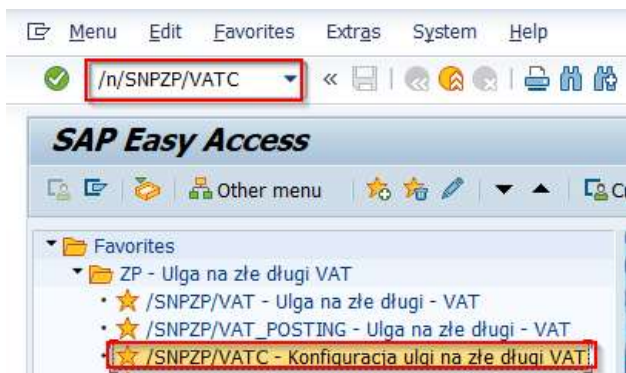 Menu Edit Favorites Extras System Help
/n/SNPZP/VATC
SAP Easy Access
Other menu
Favorites
ZP - Ulga na złe długi VAT
/SNPZP/VAT - Ulga na złe długi - VAT
/SNPZP/VAT_POSTING - Ulga na złe długi - VAT
/SNPZP/VATC - Konfiguracja ulgi na złe długi VAT